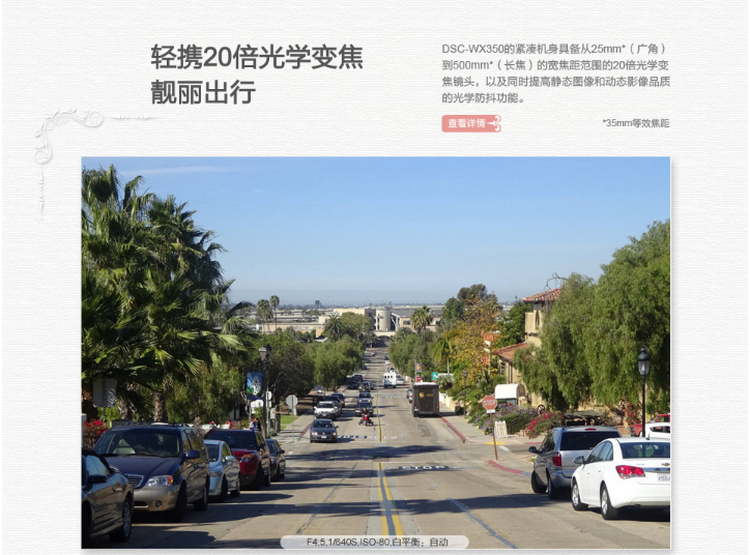 轻携20倍光学变焦
靓丽出行
DSC-WX350的紧凑机身具备从25mm*（广角）
到500mm*（长焦）的宽焦距范围的20倍光学变
焦镜头，以及同时提高静态图像和动态影像品质
的光学防抖功能。
查看详情
*35mm等效焦距
STOP
F4.5,1/640S,ISO-80,白平衡：自动